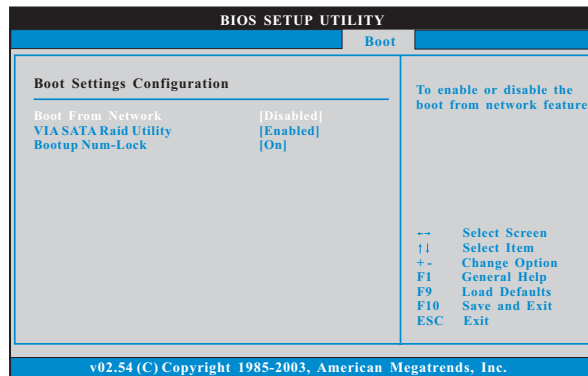 BIOS SETUP UTILITY
Boot
Boot Settings Configuration
Boot From Network [Disabled]
VIA SATA Raid Utility [Enabled]
Bootup Num-Lock [On]
To enable or disable the
boot from network feature
←→ Select Screen
↑↓ Select Item
+ - Change Option
F1 General Help
F9 Load Defaults
F10 Save and Exit
ESC Exit
v02.54 (C) Copyright 1985-2003, American Megatrends, Inc.